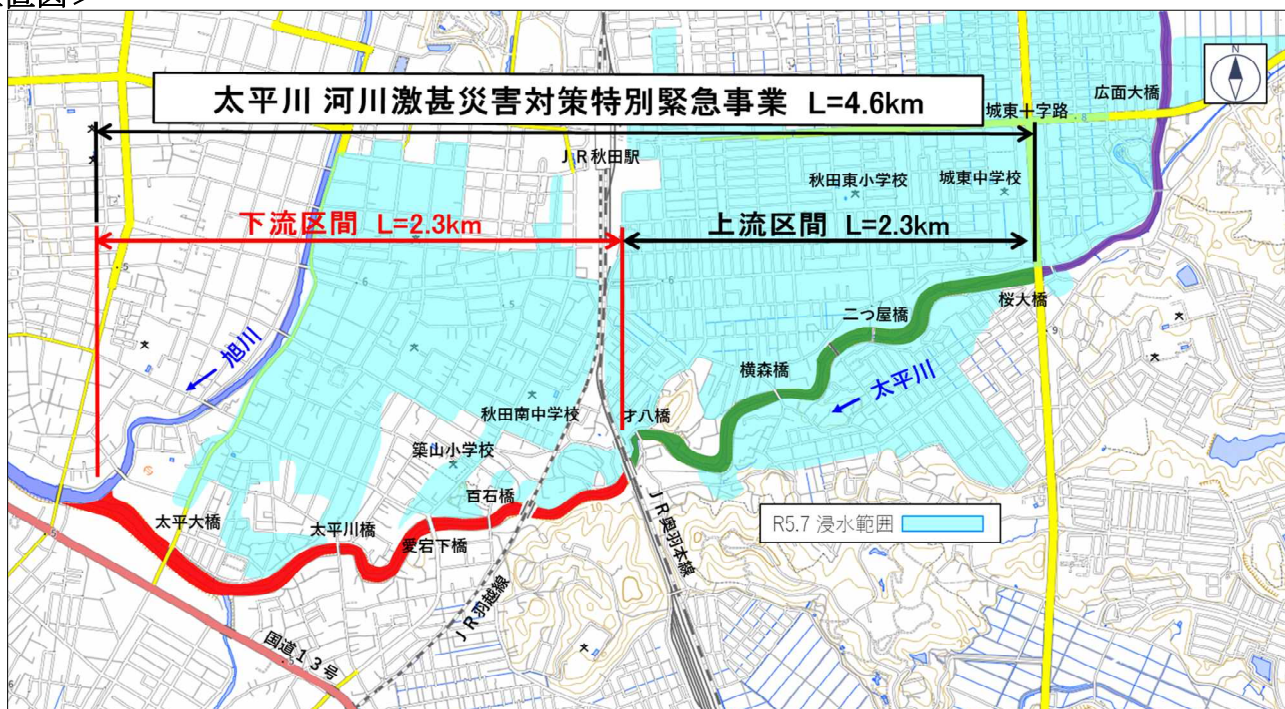 置図>
太平川 河川激甚災害対策特別緊急事業 L=4.6km
N
広面大橋
城東十字路
JR秋田駅
秋田東小学校
城東中学校
下流区間 L=2.3km
上流区間 L=2.3km
桜大橋
二つ屋橋
旭川
横森橋
太平川
秋田南中学校
才八橋
築山小学校
百石橋
R5.7 浸水範囲
太平大橋
太平川橋
愛宕下橋
JR奥羽本線
JR羽越線
国道13号